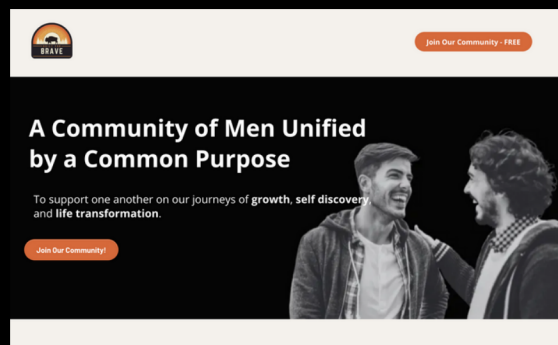 BRAVE
Join Our Community - FREE
A Community of Men Unified
by a Common Purpose
To support one another on our journeys of growth, self discovery,
and life transformation.
Join Our Community!